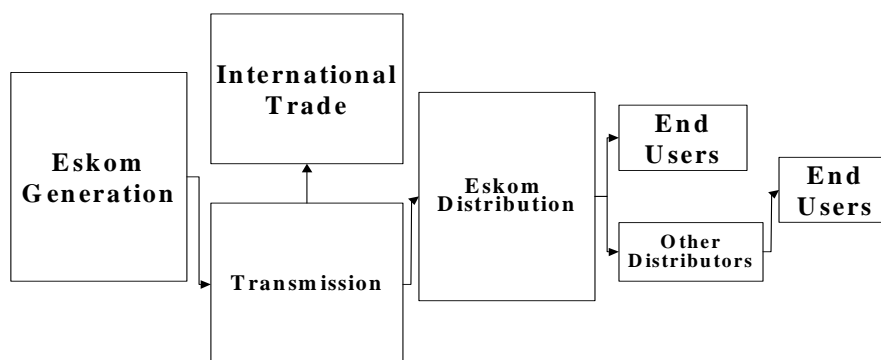 Eskom
Generation
International
Trade
Transmission
Eskom
Distribution
End
Users
Other
Distributors
End
Users